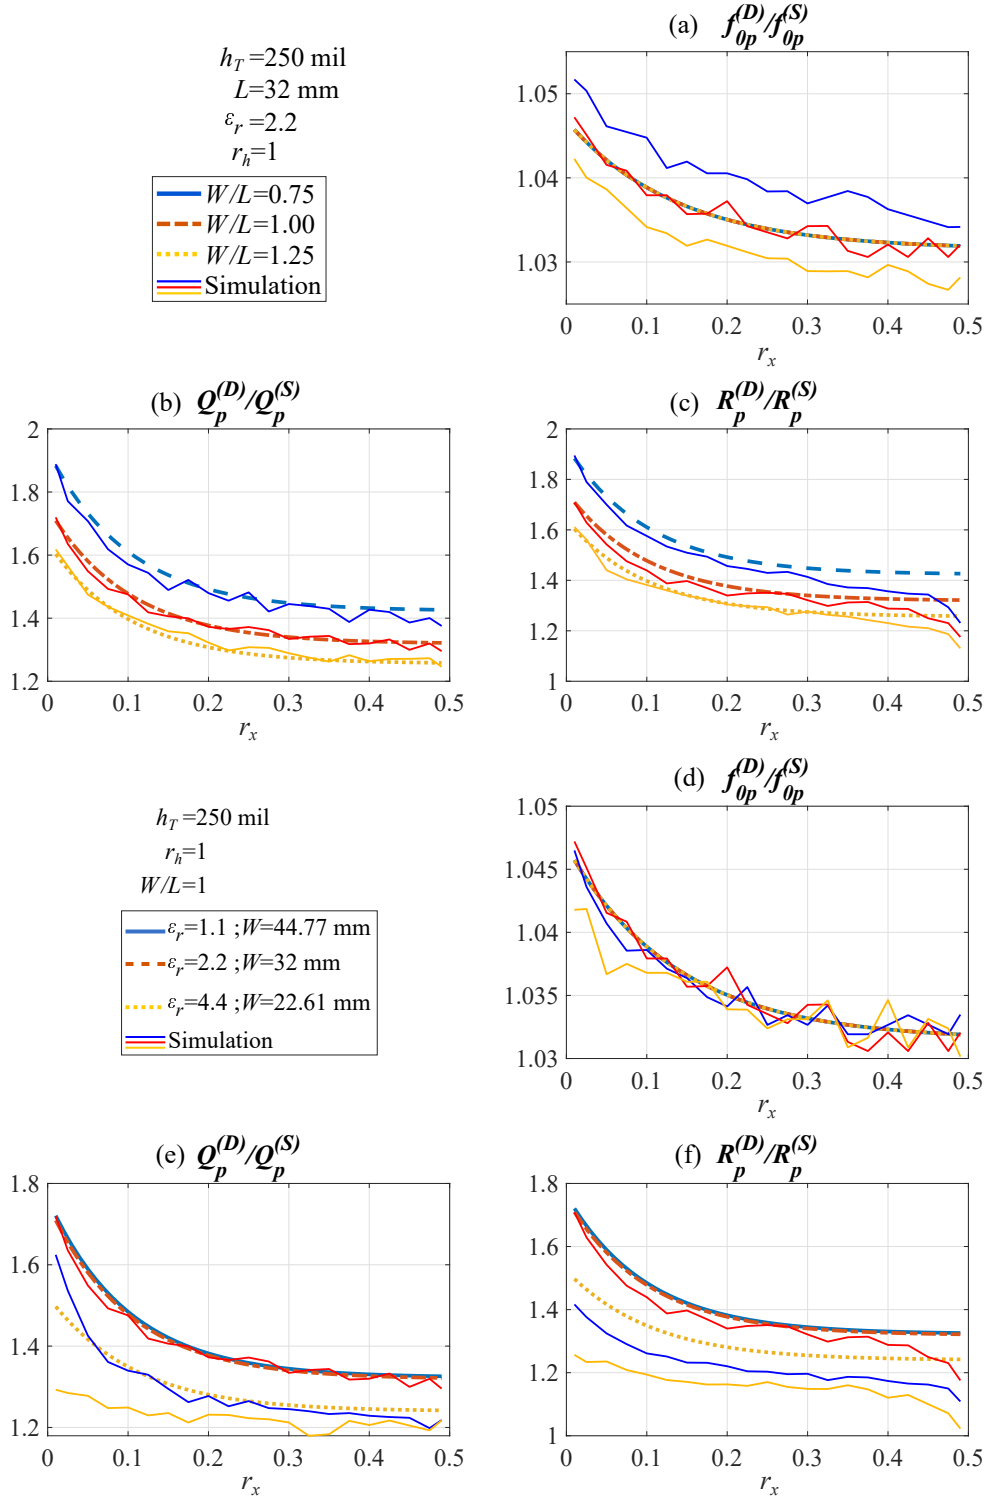 h_T=250 mil
L=32 mm
ε_r=2.2
r_h=1
W/L=0.75
W/L=1.00
W/L=1.25
Simulation
(a) f_0p^(D)/f_0p^(S)
1.05
1.04
1.03
0 0.1 0.2 0.3 0.4 0.5
r_x
(b) Q_p^(D)/Q_p^(S)
2
1.8
1.6
1.4
1.2
0 0.1 0.2 0.3 0.4 0.5
r_x
(c) R_p^(D)/R_p^(S)
2
1.8
1.6
1.4
1.2
1
0 0.1 0.2 0.3 0.4 0.5
r_x
h_T=250 mil
r_h=1
W/L=1
ε_r=1.1 ;W=44.77 mm
ε_r=2.2 ;W=32 mm
ε_r=4.4 ;W=22.61 mm
Simulation
(d) f_0p^(D)/f_0p^(S)
1.05
1.045
1.04
1.035
1.03
0 0.1 0.2 0.3 0.4 0.5
r_x
(e) Q_p^(D)/Q_p^(S)
1.8
1.6
1.4
1.2
0 0.1 0.2 0.3 0.4 0.5
r_x
(f) R_p^(D)/R_p^(S)
1.8
1.6
1.4
1.2
1
0 0.1 0.2 0.3 0.4 0.5
r_x